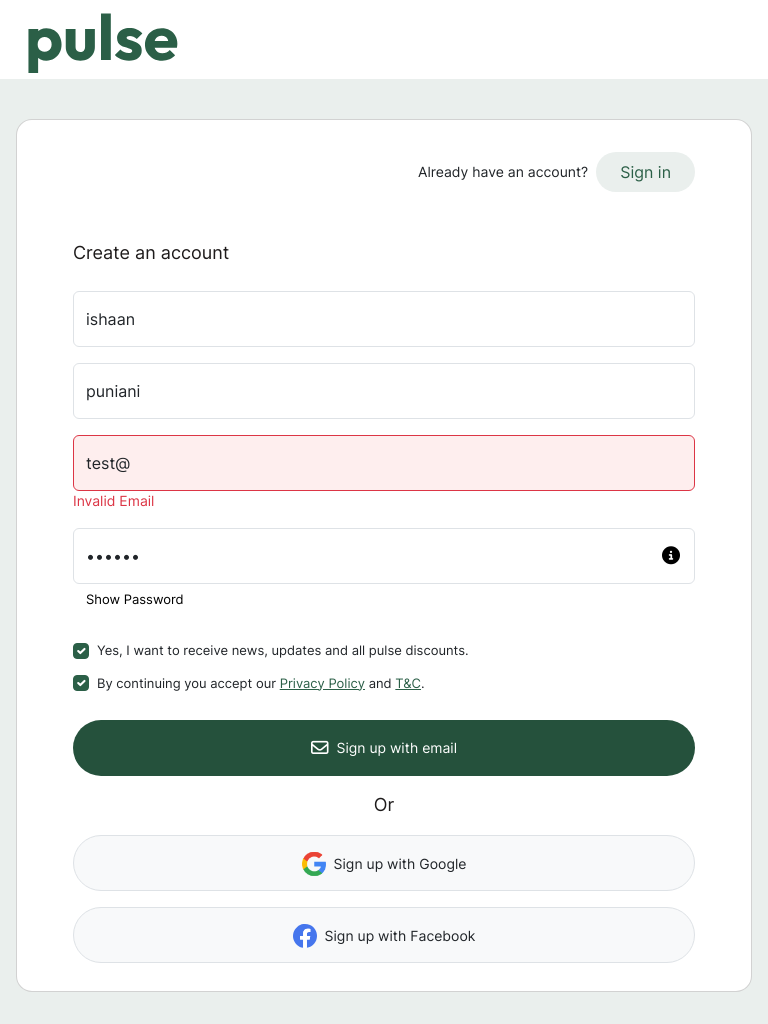 pulse
Already have an account? Sign in
Create an account
ishaan
puniani
test@
Invalid Email
••••••
Show Password
Yes, I want to receive news, updates and all pulse discounts.
By continuing you accept our Privacy Policy and T&C.
Sign up with email
Or
Sign up with Google
Sign up with Facebook